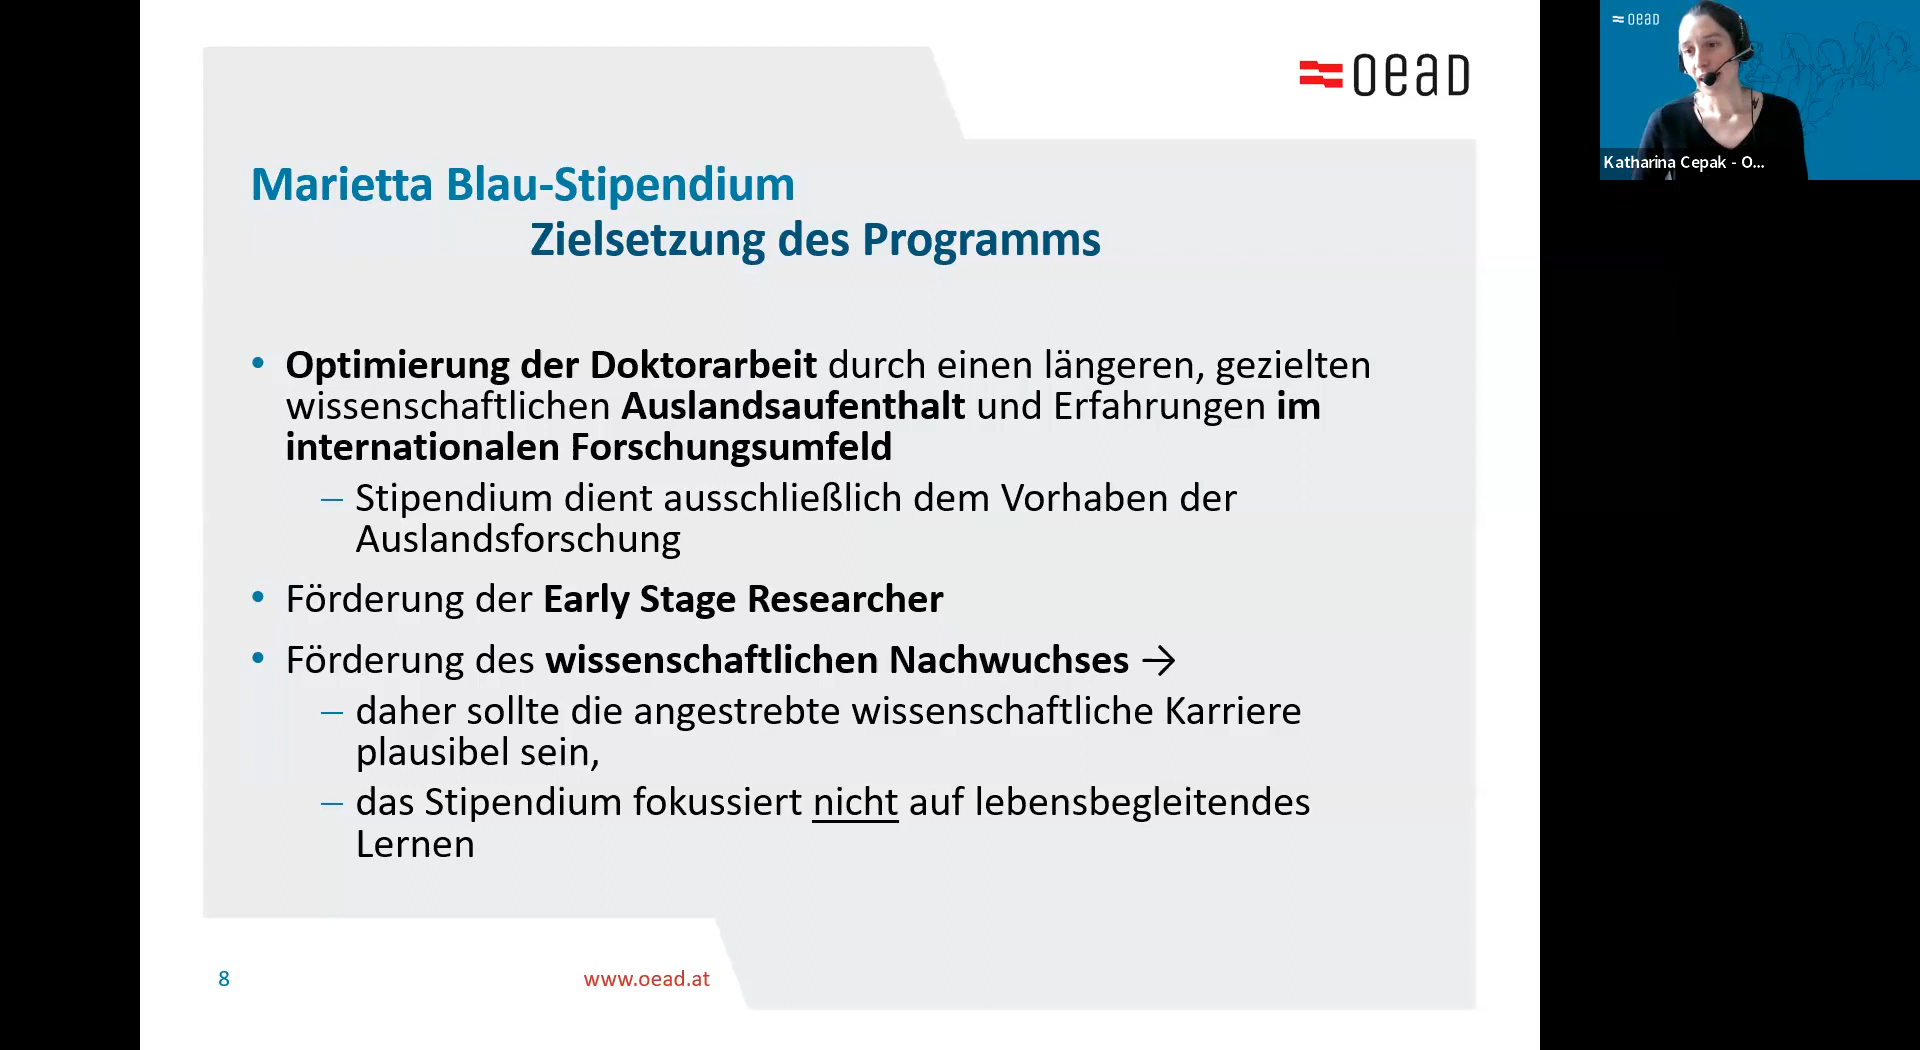 oead
Marietta Blau-Stipendium
Zielsetzung des Programms
• Optimierung der Doktorarbeit durch einen längeren, gezielten
wissenschaftlichen Auslandsaufenthalt und Erfahrungen im
internationalen Forschungsumfeld
– Stipendium dient ausschließlich dem Vorhaben der
Auslandsforschung
• Förderung der Early Stage Researcher
• Förderung des wissenschaftlichen Nachwuchses →
– daher sollte die angestrebte wissenschaftliche Karriere
plausibel sein,
– das Stipendium fokussiert nicht auf lebensbegleitendes
Lernen
8
www.oead.at
oead
Katharina Cepak - O...